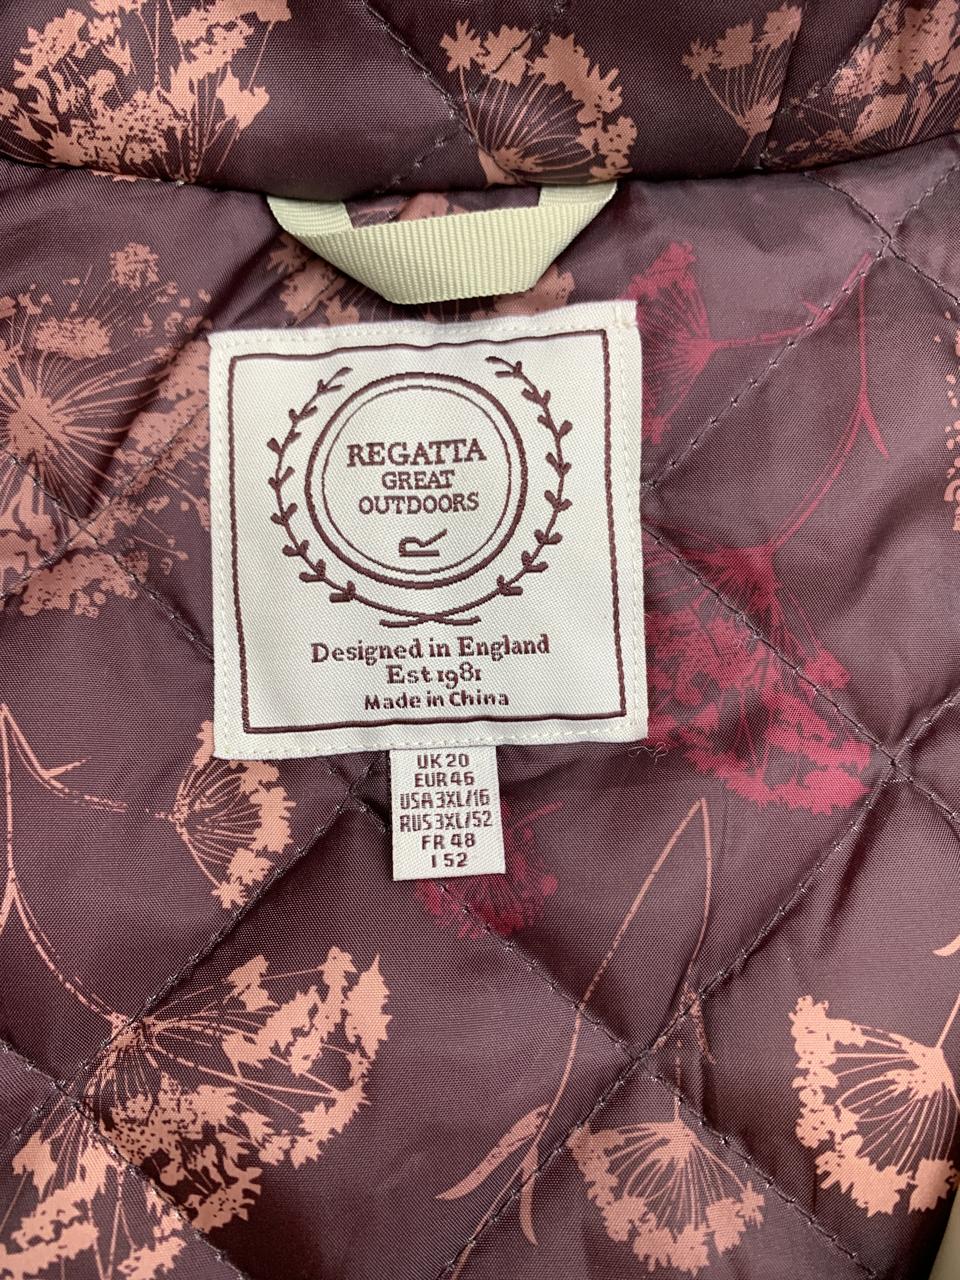 REGATTA
GREAT
OUTDOORS
R
Designed in England
Est 1981
Made in China
UK 20
EUR 46
USA 3XL/16
RUS 3XL/52
FR 48
I 52